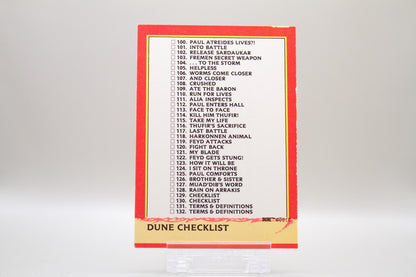 100. PAUL ATREIDES LIVES?!
101. INTO BATTLE
102. RELEASE SARDAUKAR
103. FREMEN SECRET WEAPON
104. . . . TO THE STORM
105. HELPLESS
106. WORMS COME CLOSER
107. AND CLOSER
108. CRUSHED
109. ATE THE BARON
110. RUN FOR LIVES
111. ALIA INSPECTS
112. PAUL ENTERS HALL
113. FACE TO FACE
114. KILL HIM THUFIR!
115. TAKE MY LIFE
116. THUFIR'S SACRIFICE
117. LAST BATTLE
118. HARKONNEN ANIMAL
119. FEYD ATTACKS
120. FIGHT BACK
121. MY BLADE
122. FEYD GETS STUNG!
123. HOW IT WILL BE
124. I SIT ON THRONE
125. PAUL COMFORTS
126. BROTHER & SISTER
127. MUAD'DIB'S WORD
128. RAIN ON ARRAKIS
129. CHECKLIST
130. CHECKLIST
131. TERMS & DEFINITIONS
132. TERMS & DEFINITIONS
DUNE CHECKLIST